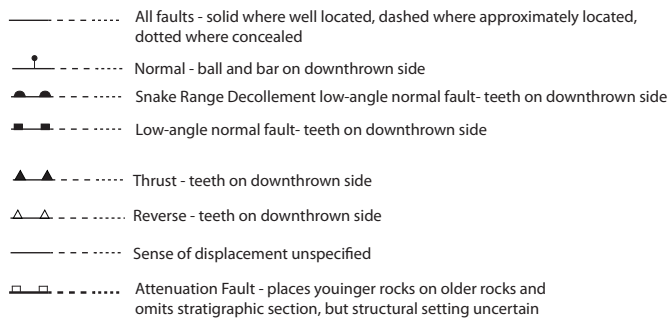 All faults - solid where well located, dashed where approximately located,
dotted where concealed
Normal - ball and bar on downthrown side
Snake Range Decollement low-angle normal fault- teeth on downthrown side
Low-angle normal fault- teeth on downthrown side
Thrust - teeth on downthrown side
Reverse - teeth on downthrown side
Sense of displacement unspecified
Attenuation Fault - places youinger rocks on older rocks and
omits stratigraphic section, but structural setting uncertain